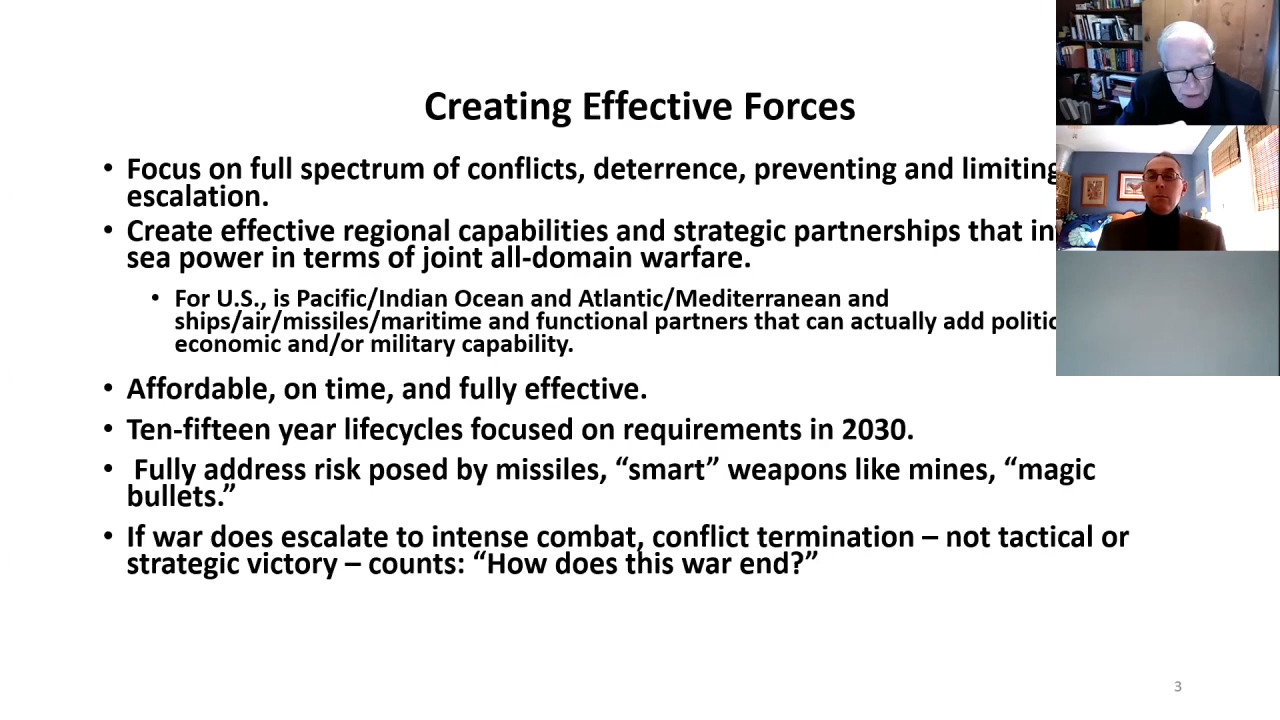 Creating Effective Forces
• Focus on full spectrum of conflicts, deterrence, preventing and limiting
escalation.
• Create effective regional capabilities and strategic partnerships that
sea power in terms of joint all-domain warfare.
• For U.S., is Pacific/Indian Ocean and Atlantic/Mediterranean and
ships/air/missiles/maritime and functional partners that can actually add
economic and/or military capability.
• Affordable, on time, and fully effective.
• Ten-fifteen year lifecycles focused on requirements in 2030.
• Fully address risk posed by missiles, “smart” weapons like mines, “magic
bullets.”
• If war does escalate to intense combat, conflict termination – not tactical or
strategic victory – counts: “How does this war end?”
3